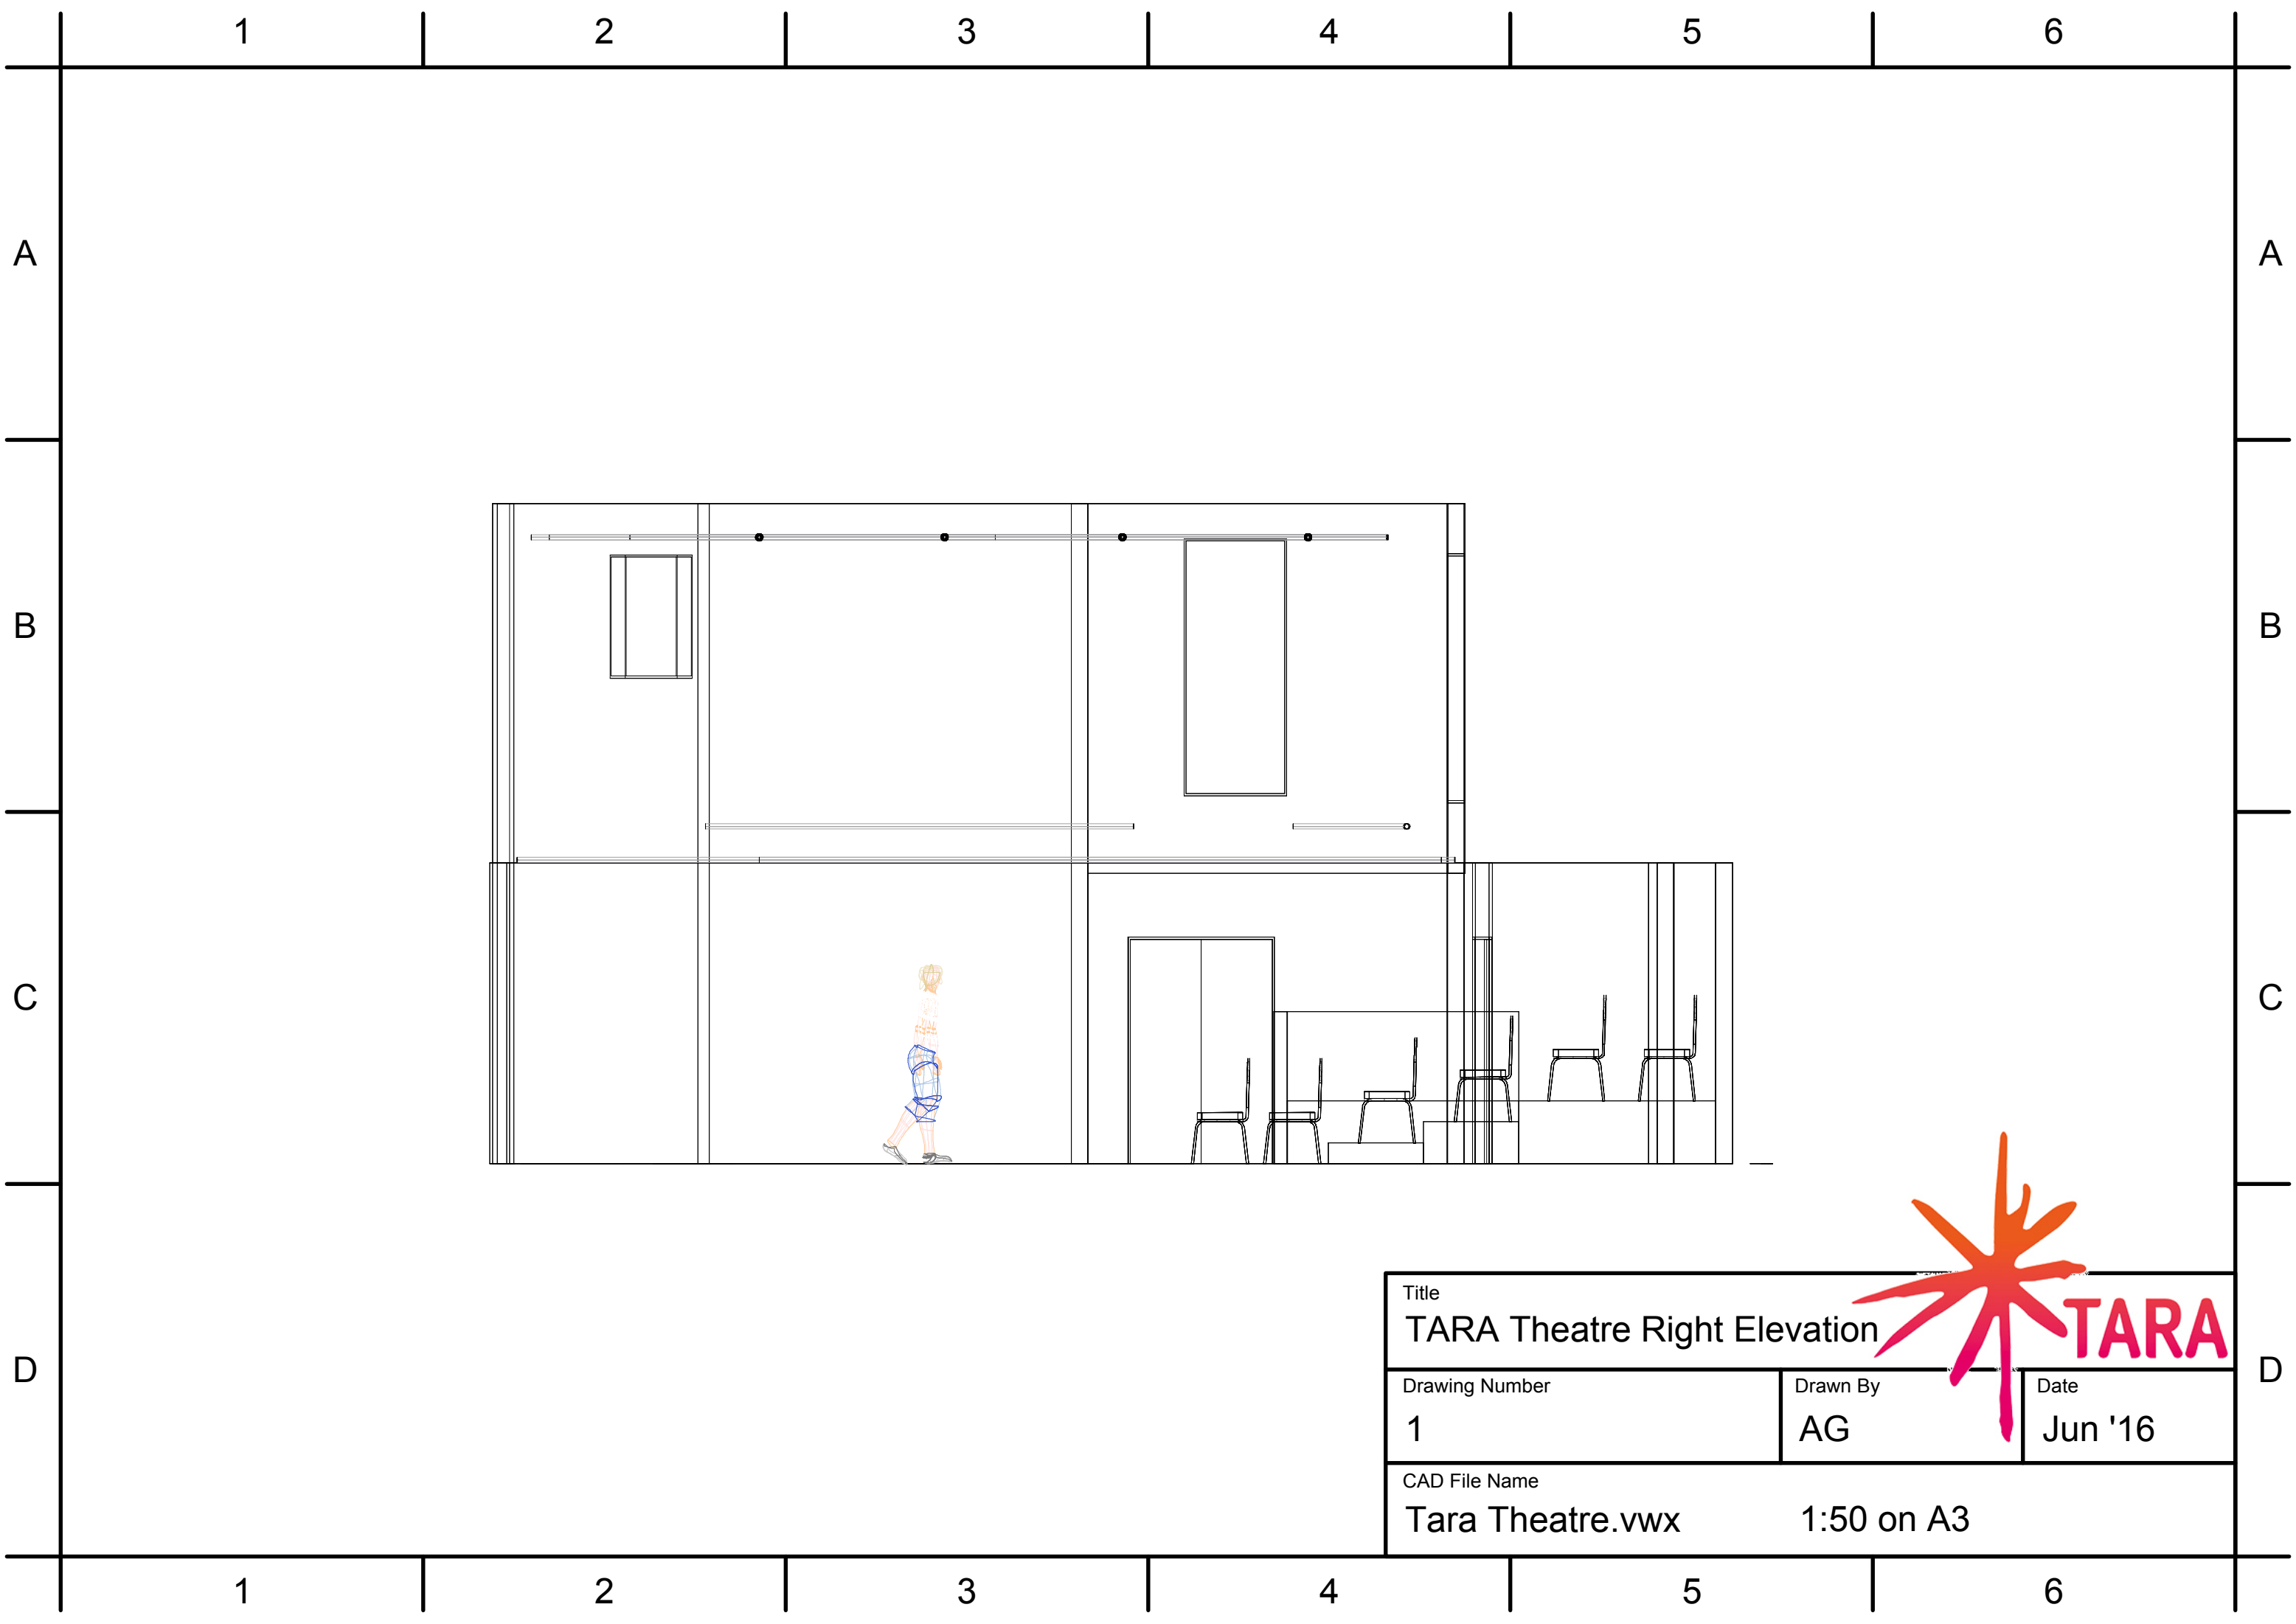 1 2 3 4 5 6
A A
B B
C C
D D
Title
TARA Theatre Right Elevation
TARA
Drawing Number Drawn By Date
1 AG Jun '16
CAD File Name
Tara Theatre.vwx 1:50 on A3
1 2 3 4 5 6